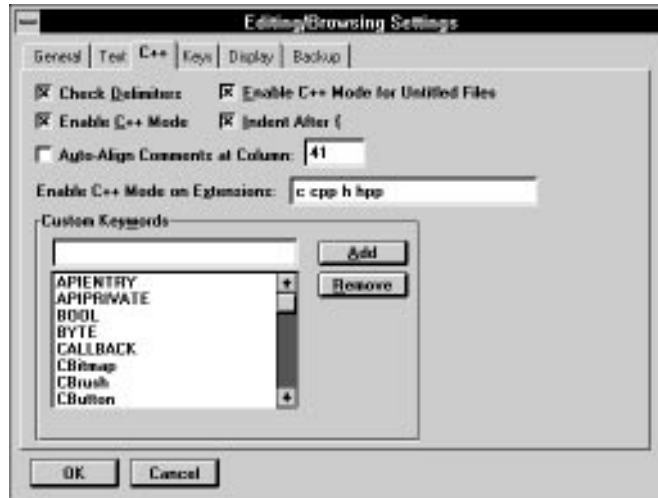 Editing/Browsing Settings
General Text C++ Keys Display Backup
Check Delimiters Enable C++ Mode for Untitled Files
Enable C++ Mode Indent After {
Auto-Align Comments at Column: 41
Enable C++ Mode on Extensions: c cpp h hpp
Custom Keywords
Add
APIENTRY
Remove
APIPRIVATE
BOOL
BYTE
CALLBACK
CBitmap
CBrush
CButton
OK Cancel